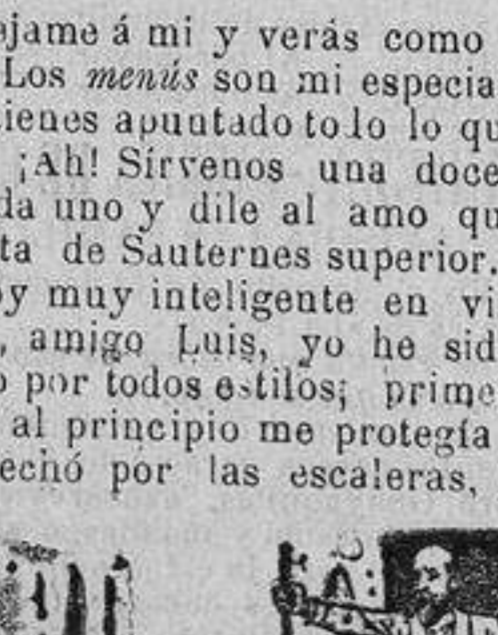 ejame á mi y verás como
Los menús son mi especia
ienes apuntado todo lo qu
¡Ah! Sírvenos una doce
da uno y dile al amo qu
ta de Sauternes superior.
oy muy inteligente en vi
, amigo Luis, yo he sid
o por todos estilos; prime
al principio me protegía
echó por las escaleras,